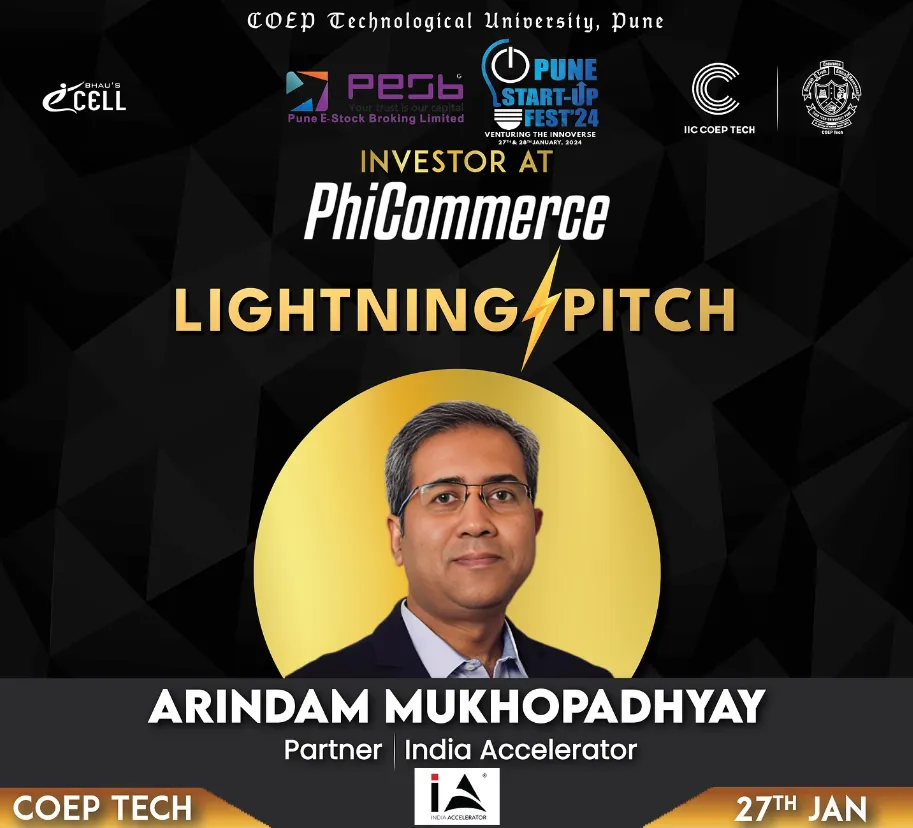 COEP Technological University, Pune
BHAU'S
CELL
PESB
Your trust is our capital
Pune E-Stock Broking Limited
PUNE
START-UP
FEST'24
VENTURING THE INNOVERSE
27TH & 28TH JANUARY, 2024
IIC COEP TECH
COEP Tech
INVESTOR AT
PhiCommerce
LIGHTNING PITCH
ARINDAM MUKHOPADHYAY
Partner | India Accelerator
iA
INDIA ACCELERATOR
COEP TECH
27TH JAN